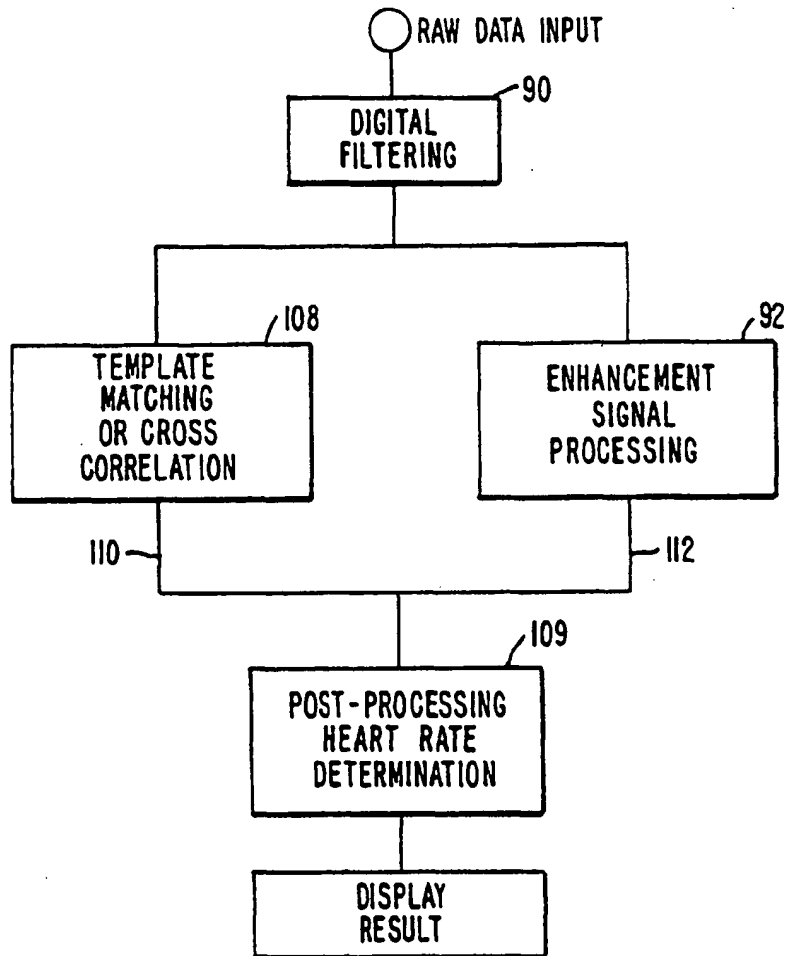 RAW DATA INPUT
90
DIGITAL
FILTERING
108
TEMPLATE
MATCHING
OR CROSS
CORRELATION
92
ENHANCEMENT
SIGNAL
PROCESSING
110
112
109
POST-PROCESSING
HEART RATE
DETERMINATION
DISPLAY
RESULT